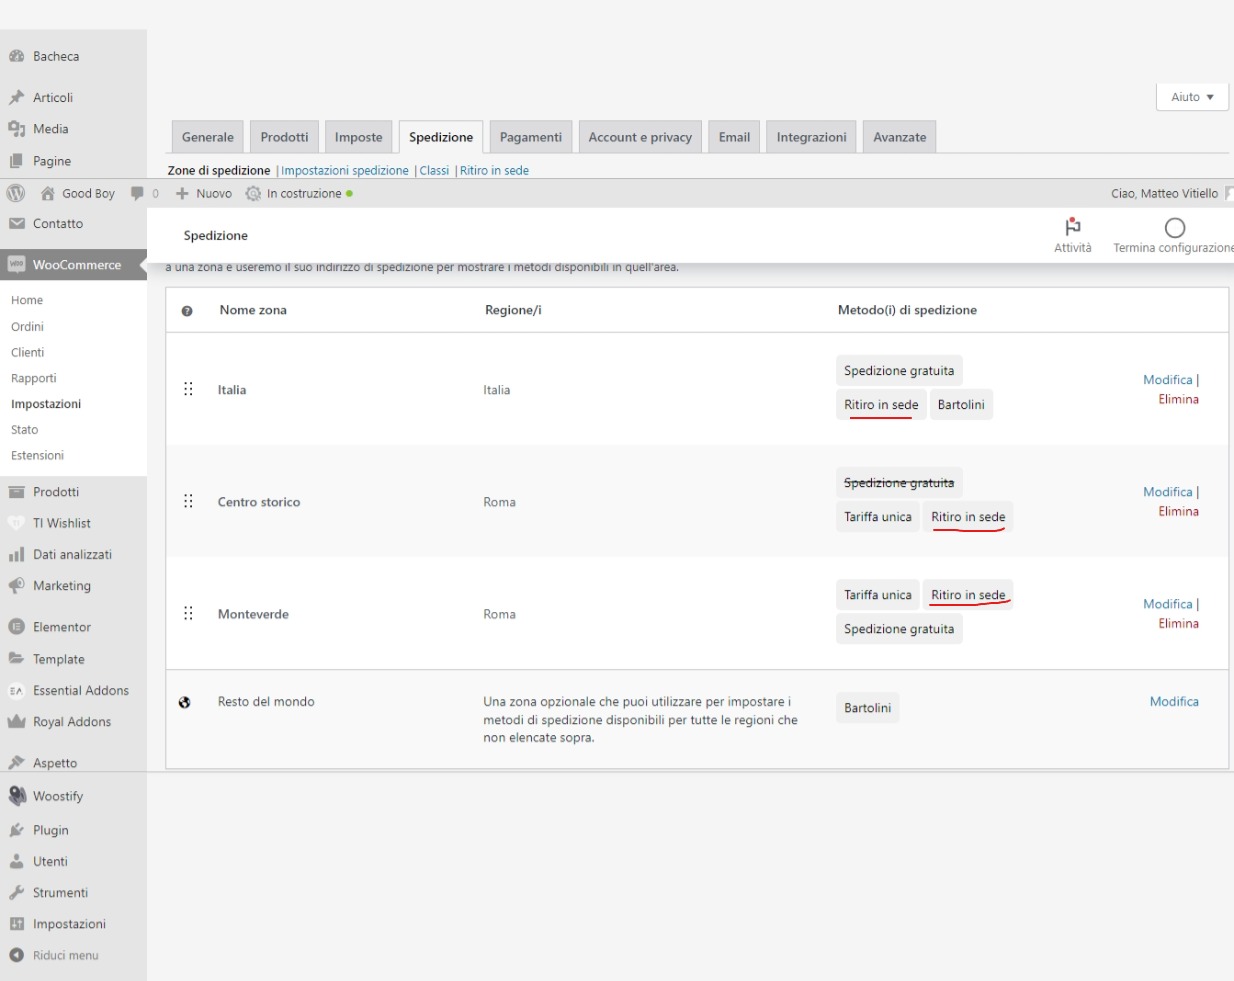 Bacheca
Articoli
Media
Pagine
Aiuto
Generale
Prodotti
Imposte
Spedizione
Pagamenti
Account e privacy
Email
Integrazioni
Avanzate
Zone di spedizione | Impostazioni spedizione | Classi | Ritiro in sede
Good Boy
0
Nuovo
In costruzione
Ciao, Matteo Vitiello
Contatto
Spedizione
Attività
Termina configurazione
WooCommerce
a una zona e useremo il suo indirizzo di spedizione per mostrare i metodi disponibili in quell'area.
Home
Ordini
Clienti
Rapporti
Impostazioni
Stato
Estensioni
Nome zona
Regione/i
Metodo(i) di spedizione
Italia
Italia
Spedizione gratuita
Ritiro in sede
Bartolini
Modifica |
Elimina
Centro storico
Roma
Spedizione gratuita
Tariffa unica
Ritiro in sede
Modifica |
Elimina
Monteverde
Roma
Tariffa unica
Ritiro in sede
Spedizione gratuita
Modifica |
Elimina
Resto del mondo
Una zona opzionale che puoi utilizzare per impostare i
metodi di spedizione disponibili per tutte le regioni che
non elencate sopra.
Bartolini
Modifica
Prodotti
TI Wishlist
Dati analizzati
Marketing
Elementor
Template
Essential Addons
Royal Addons
Aspetto
Woostify
Plugin
Utenti
Strumenti
Impostazioni
Riduci menu